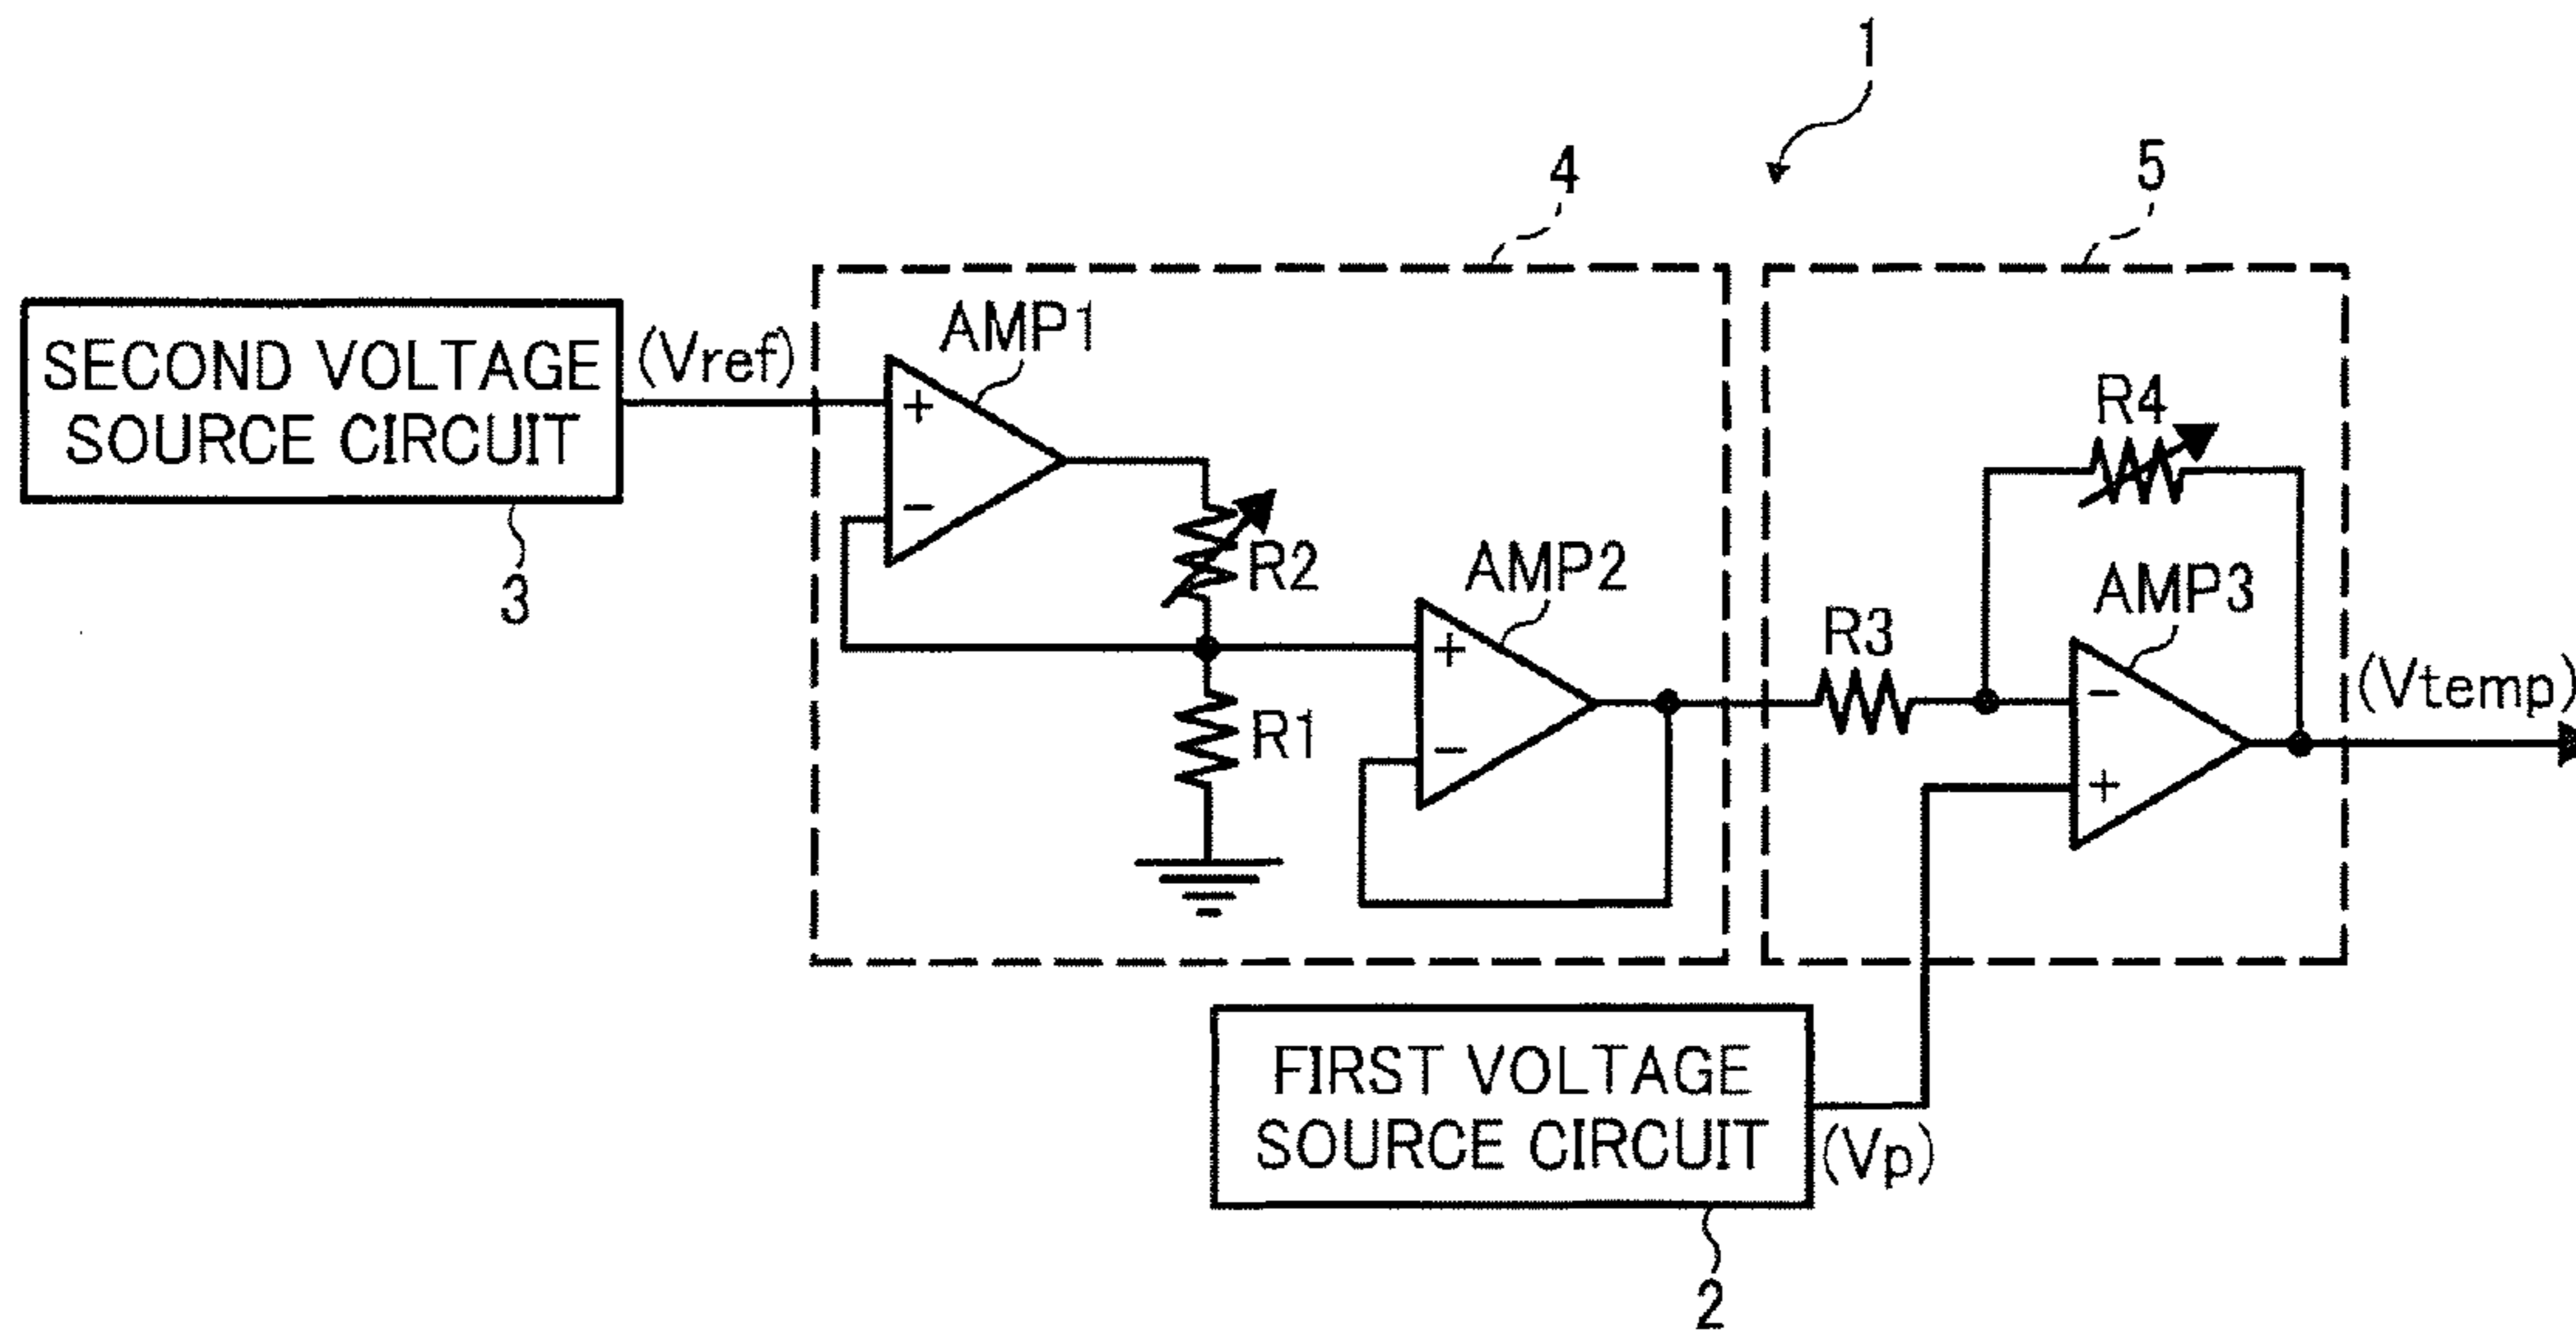 1
4
5
SECOND VOLTAGE
SOURCE CIRCUIT
(Vref)
3
AMP1
+
−
R2
R1
AMP2
+
−
R3
R4
AMP3
−
+
(Vtemp)
FIRST VOLTAGE
SOURCE CIRCUIT
(Vp)
2